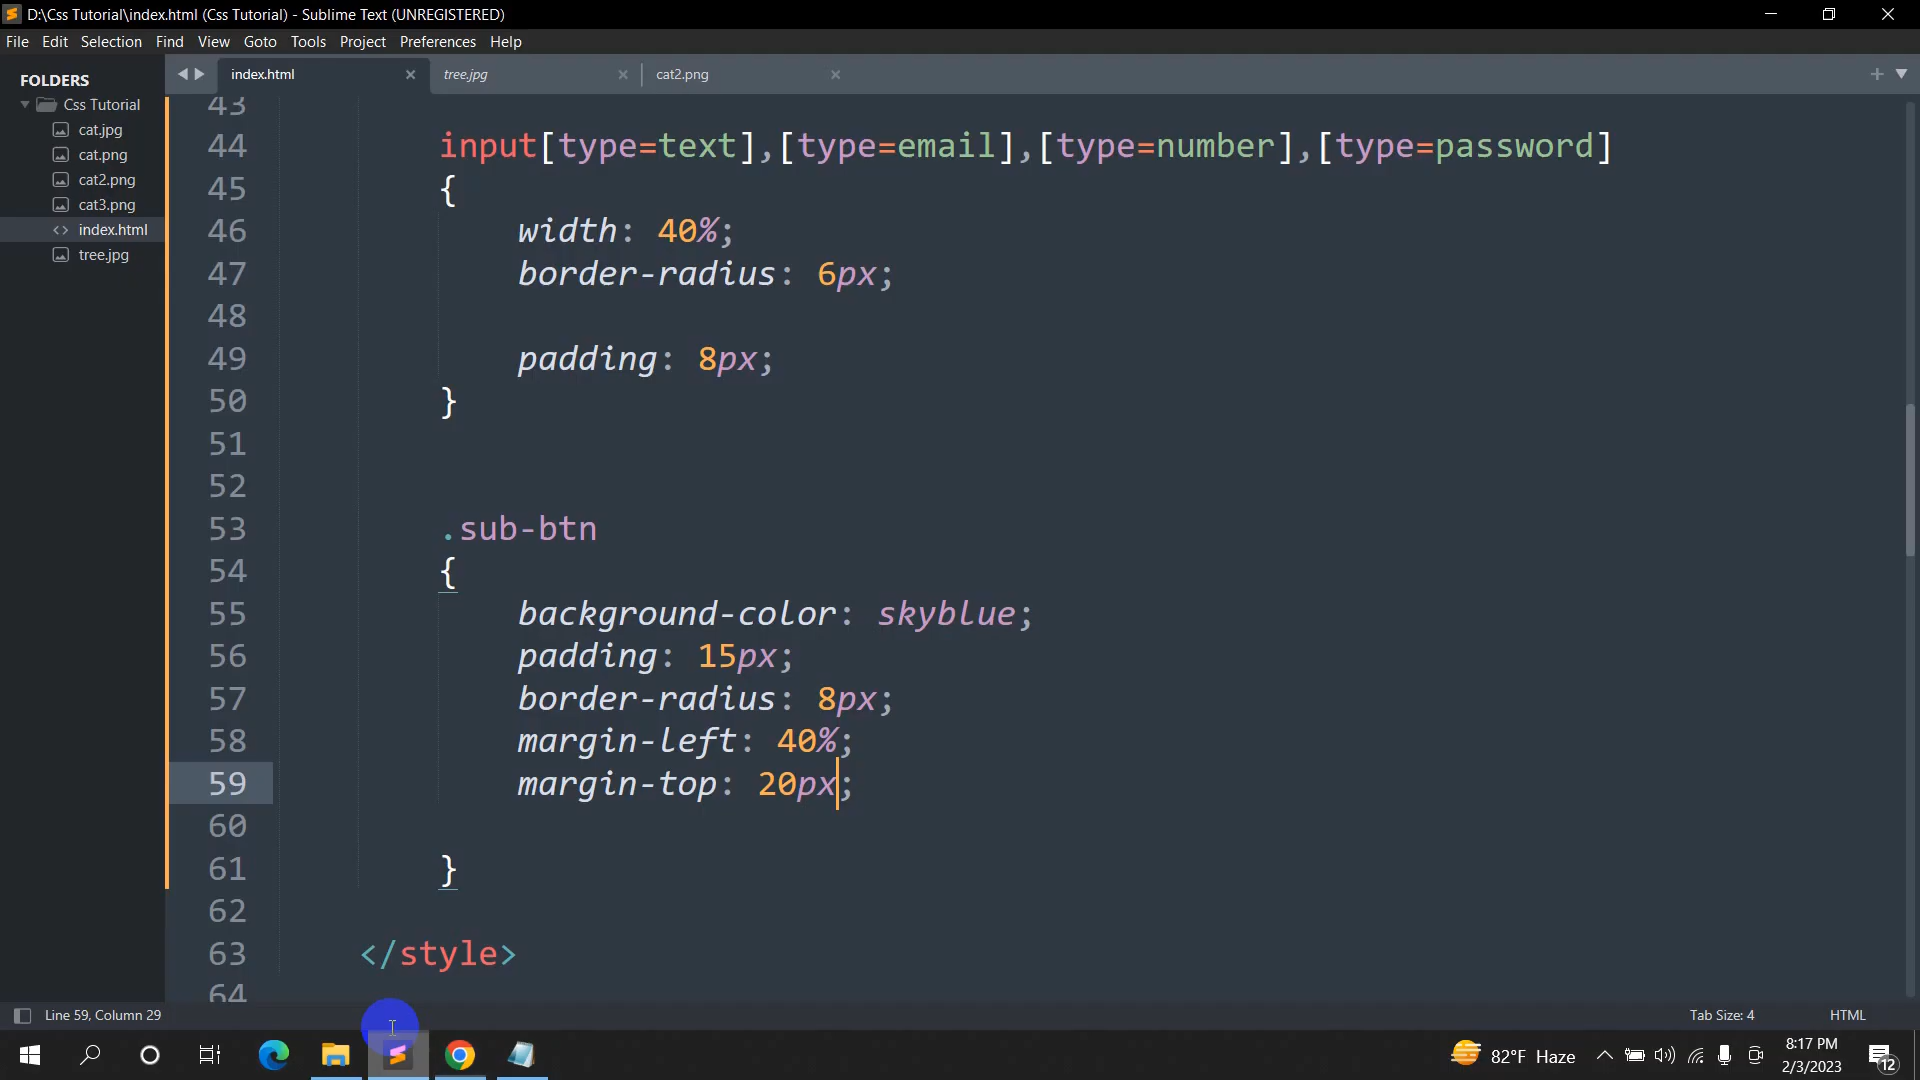 D:\Css Tutorial\index.html (Css Tutorial) - Sublime Text (UNREGISTERED)
File Edit Selection Find View Goto Tools Project Preferences Help
FOLDERS
Css Tutorial
cat.jpg
cat.png
cat2.png
cat3.png
index.html
tree.jpg
index.html tree.jpg cat2.png
43
44 input[type=text],[type=email],[type=number],[type=password]
45 {
46 width: 40%;
47 border-radius: 6px;
48
49 padding: 8px;
50 }
51
52
53 .sub-btn
54 {
55 background-color: skyblue;
56 padding: 15px;
57 border-radius: 8px;
58 margin-left: 40%;
59 margin-top: 20px;
60
61 }
62
63 </style>
64
Line 59, Column 29 Tab Size: 4 HTML
82°F Haze 8:17 PM
2/3/2023
12